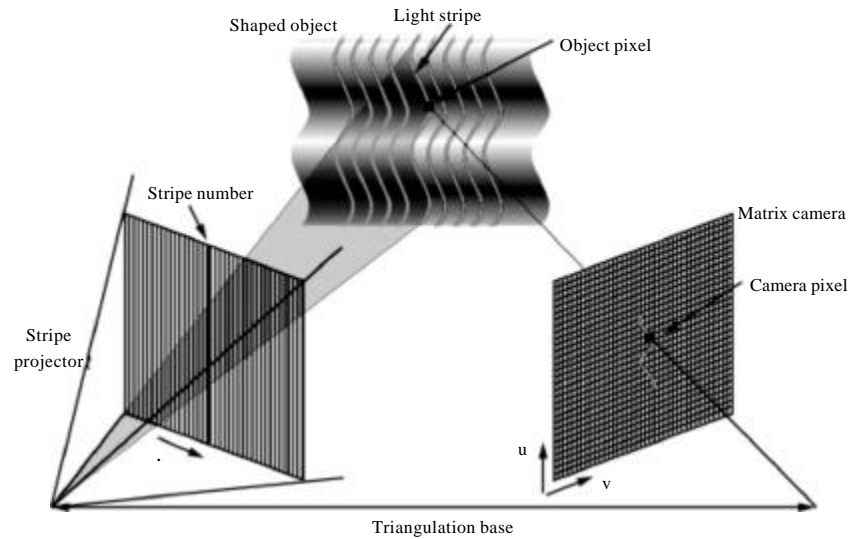 Light stripe
Shaped object
Object pixel
Stripe number
Matrix camera
Camera pixel
Stripe
projector
u
v
Triangulation base